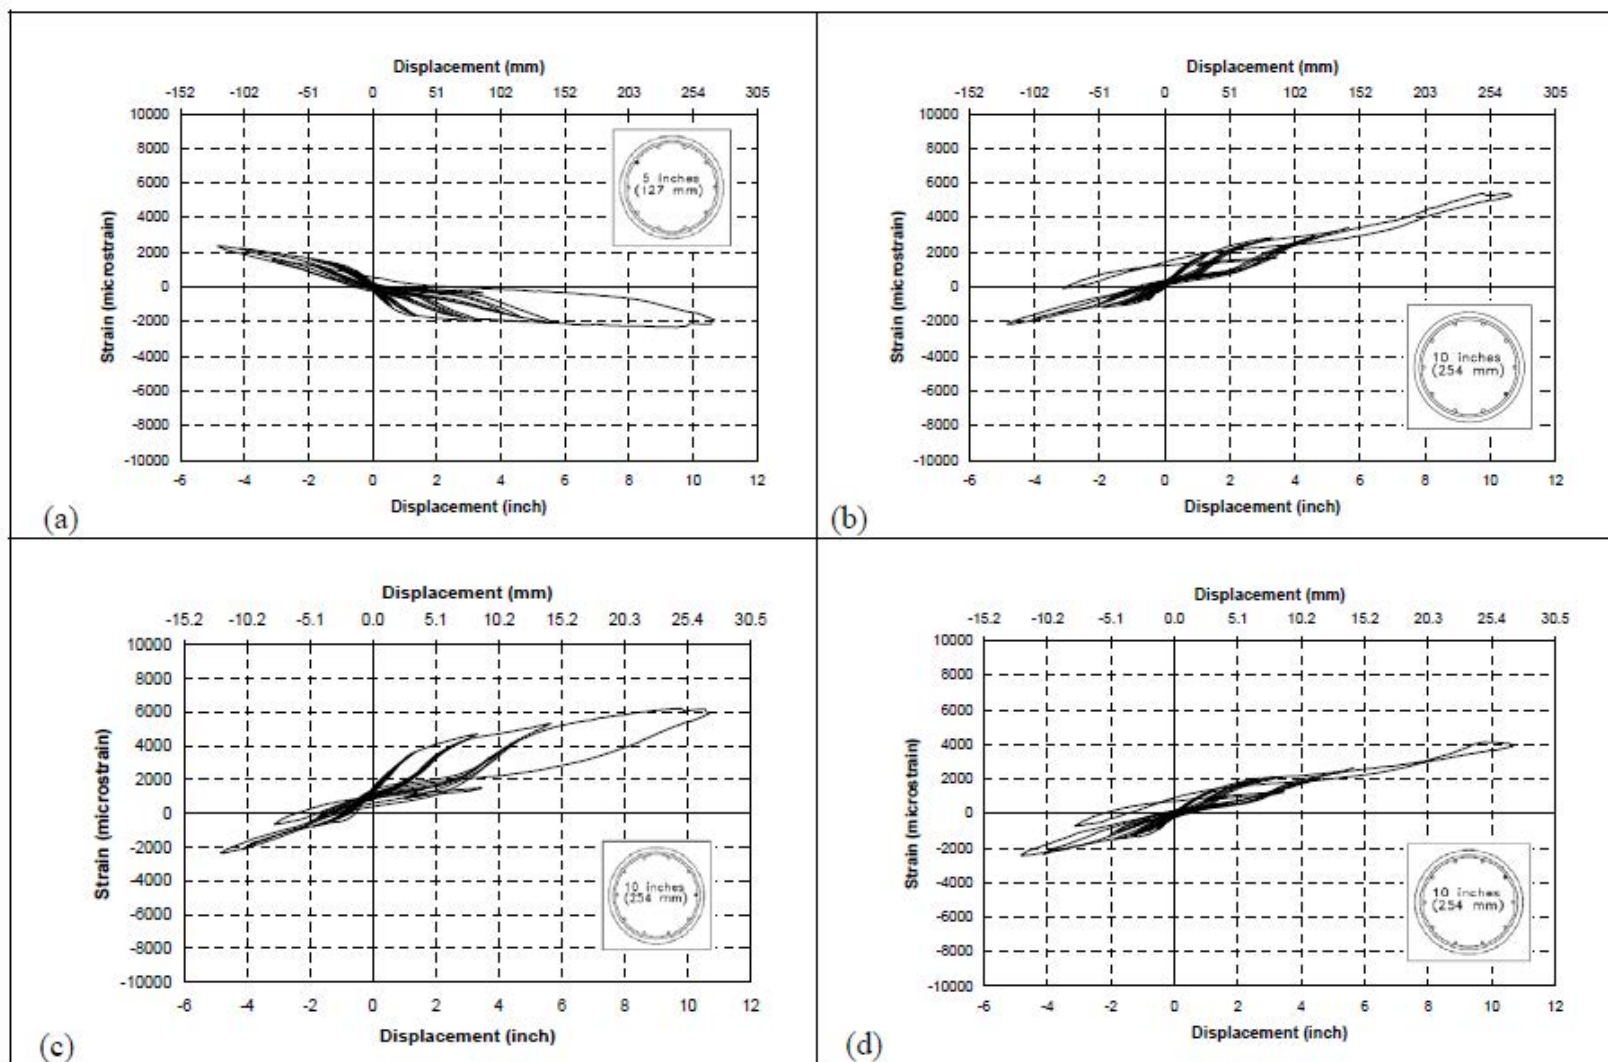 Displacement (mm)
-152 -102 -51 0 51 102 152 203 254 305
10000
8000
6000
4000
2000
0
-2000
-4000
-6000
-8000
-10000
Strain (microstrain)
5 inches
(127 mm)
-6 -4 -2 0 2 4 6 8 10 12
Displacement (inch)
(a)
Displacement (mm)
-152 -102 -51 0 51 102 152 203 254 305
10000
8000
6000
4000
2000
0
-2000
-4000
-6000
-8000
-10000
Strain (microstrain)
10 inches
(254 mm)
-6 -4 -2 0 2 4 6 8 10 12
Displacement (inch)
(b)
Displacement (mm)
-15.2 -10.2 -5.1 0.0 5.1 10.2 15.2 20.3 25.4 30.5
10000
8000
6000
4000
2000
0
-2000
-4000
-6000
-8000
-10000
Strain (microstrain)
10 inches
(254 mm)
-6 -4 -2 0 2 4 6 8 10 12
Displacement (inch)
(c)
Displacement (mm)
-15.2 -10.2 -5.1 0.0 5.1 10.2 15.2 20.3 25.4 30.5
10000
8000
6000
4000
2000
0
-2000
-4000
-6000
-8000
-10000
Strain (microstrain)
10 inches
(254 mm)
-6 -4 -2 0 2 4 6 8 10 12
Displacement (inch)
(d)